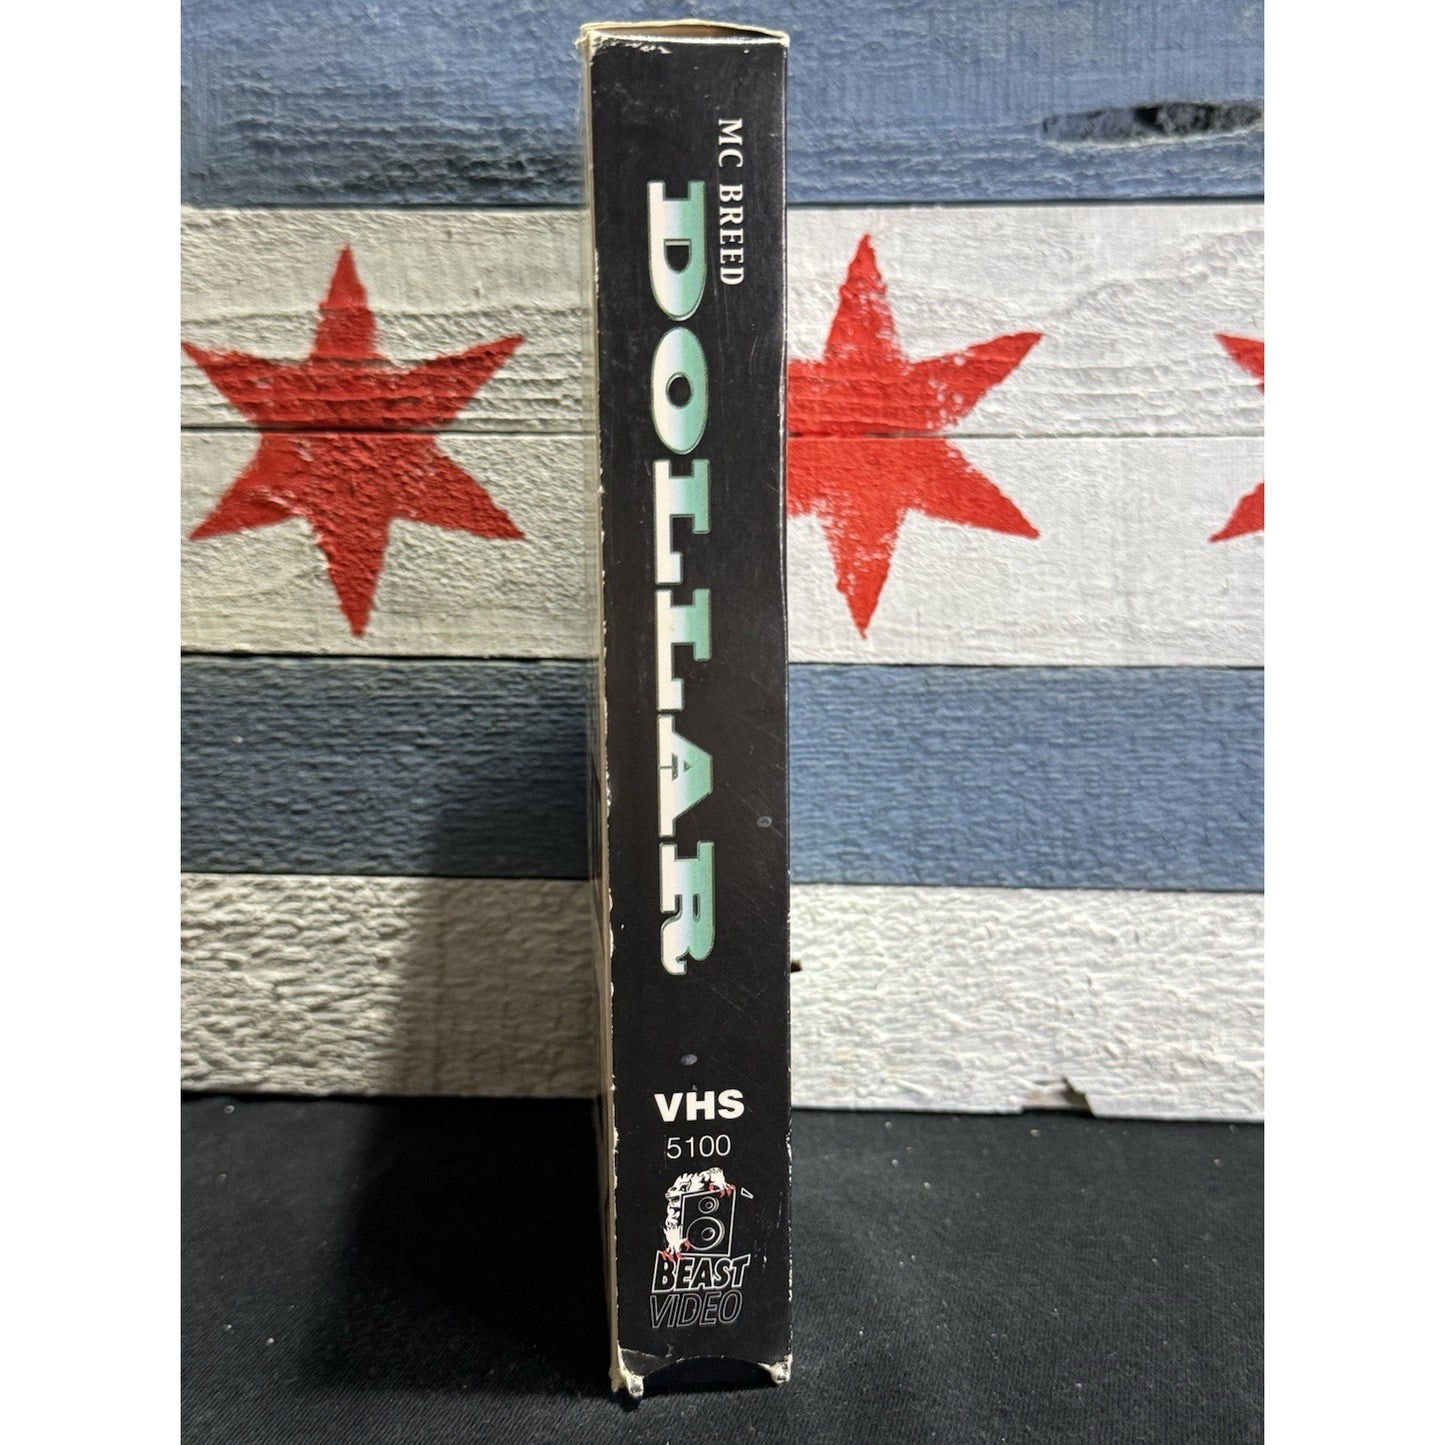 MC BREED
DOLLAR
VHS
5100
BEAST
VIDEO